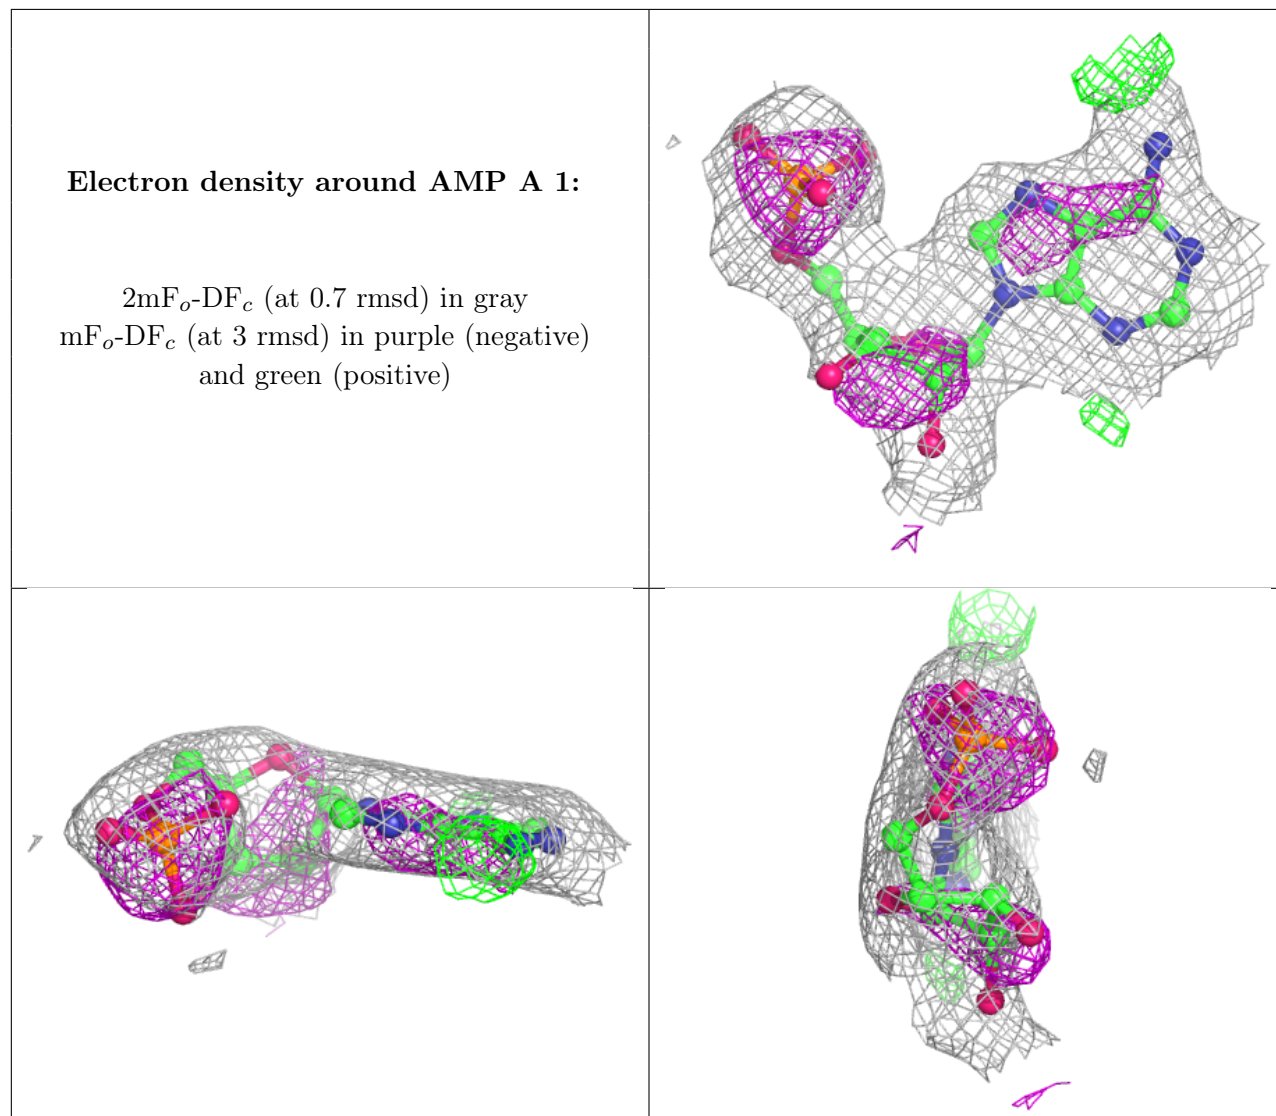 Electron density around AMP A 1:
2mFo-DFc (at 0.7 rmsd) in gray
mFo-DFc (at 3 rmsd) in purple (negative)
and green (positive)